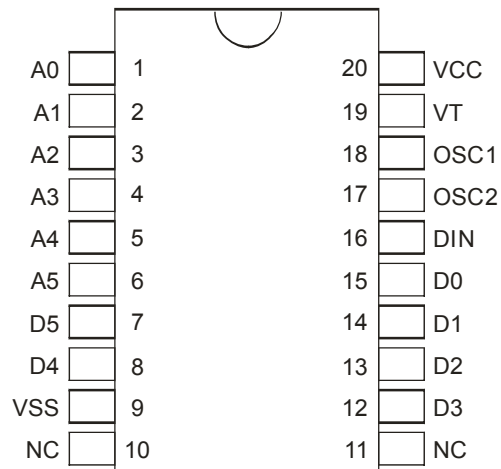 A0 1 20 VCC
A1 2 19 VT
A2 3 18 OSC1
A3 4 17 OSC2
A4 5 16 DIN
A5 6 15 D0
D5 7 14 D1
D4 8 13 D2
VSS 9 12 D3
NC 10 11 NC